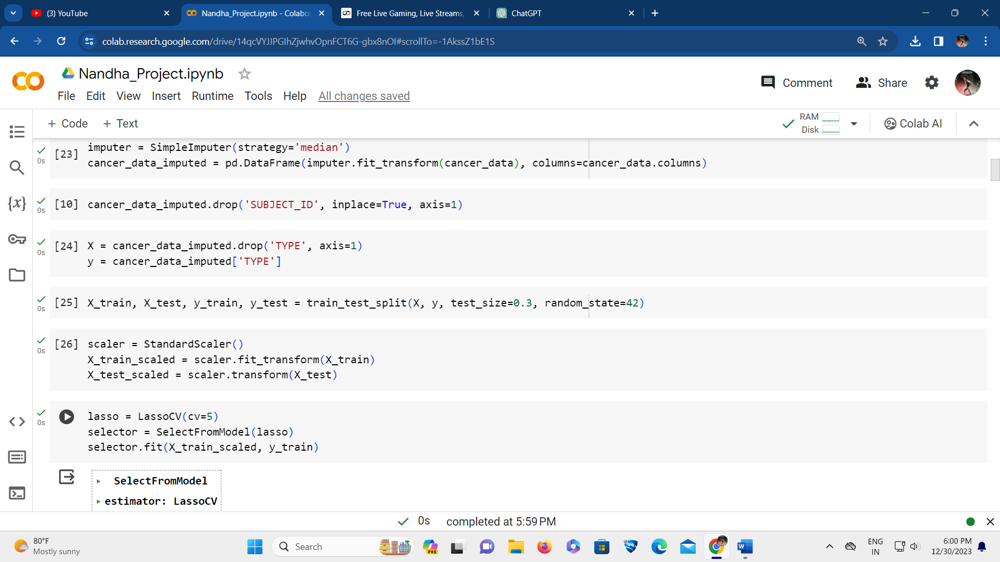 (3) YouTube
Nandha_Project.ipynb - Colabo
Free Live Gaming, Live Streams,
ChatGPT
colab.research.google.com/drive/14qcVYJJPGIhZjwhvOpnFCT6G-gbx8nOI#scrollTo=-1AkssZ1bE1S
Nandha_Project.ipynb
Comment
Share
File Edit View Insert Runtime Tools Help All changes saved
+ Code + Text
RAM
Disk
Colab AI
0s
[23]
imputer = SimpleImputer(strategy='median')
cancer_data_imputed = pd.DataFrame(imputer.fit_transform(cancer_data), columns=cancer_data.columns)
{x}
0s
[10] cancer_data_imputed.drop('SUBJECT_ID', inplace=True, axis=1)
0s
[24] X = cancer_data_imputed.drop('TYPE', axis=1)
y = cancer_data_imputed['TYPE']
0s
[25] X_train, X_test, y_train, y_test = train_test_split(X, y, test_size=0.3, random_state=42)
0s
[26] scaler = StandardScaler()
X_train_scaled = scaler.fit_transform(X_train)
X_test_scaled = scaler.transform(X_test)
0s
lasso = LassoCV(cv=5)
selector = SelectFromModel(lasso)
selector.fit(X_train_scaled, y_train)
SelectFromModel
estimator: LassoCV
0s completed at 5:59 PM
80°F
Mostly sunny
Search
PRE
ENG
IN
6:00 PM
12/30/2023